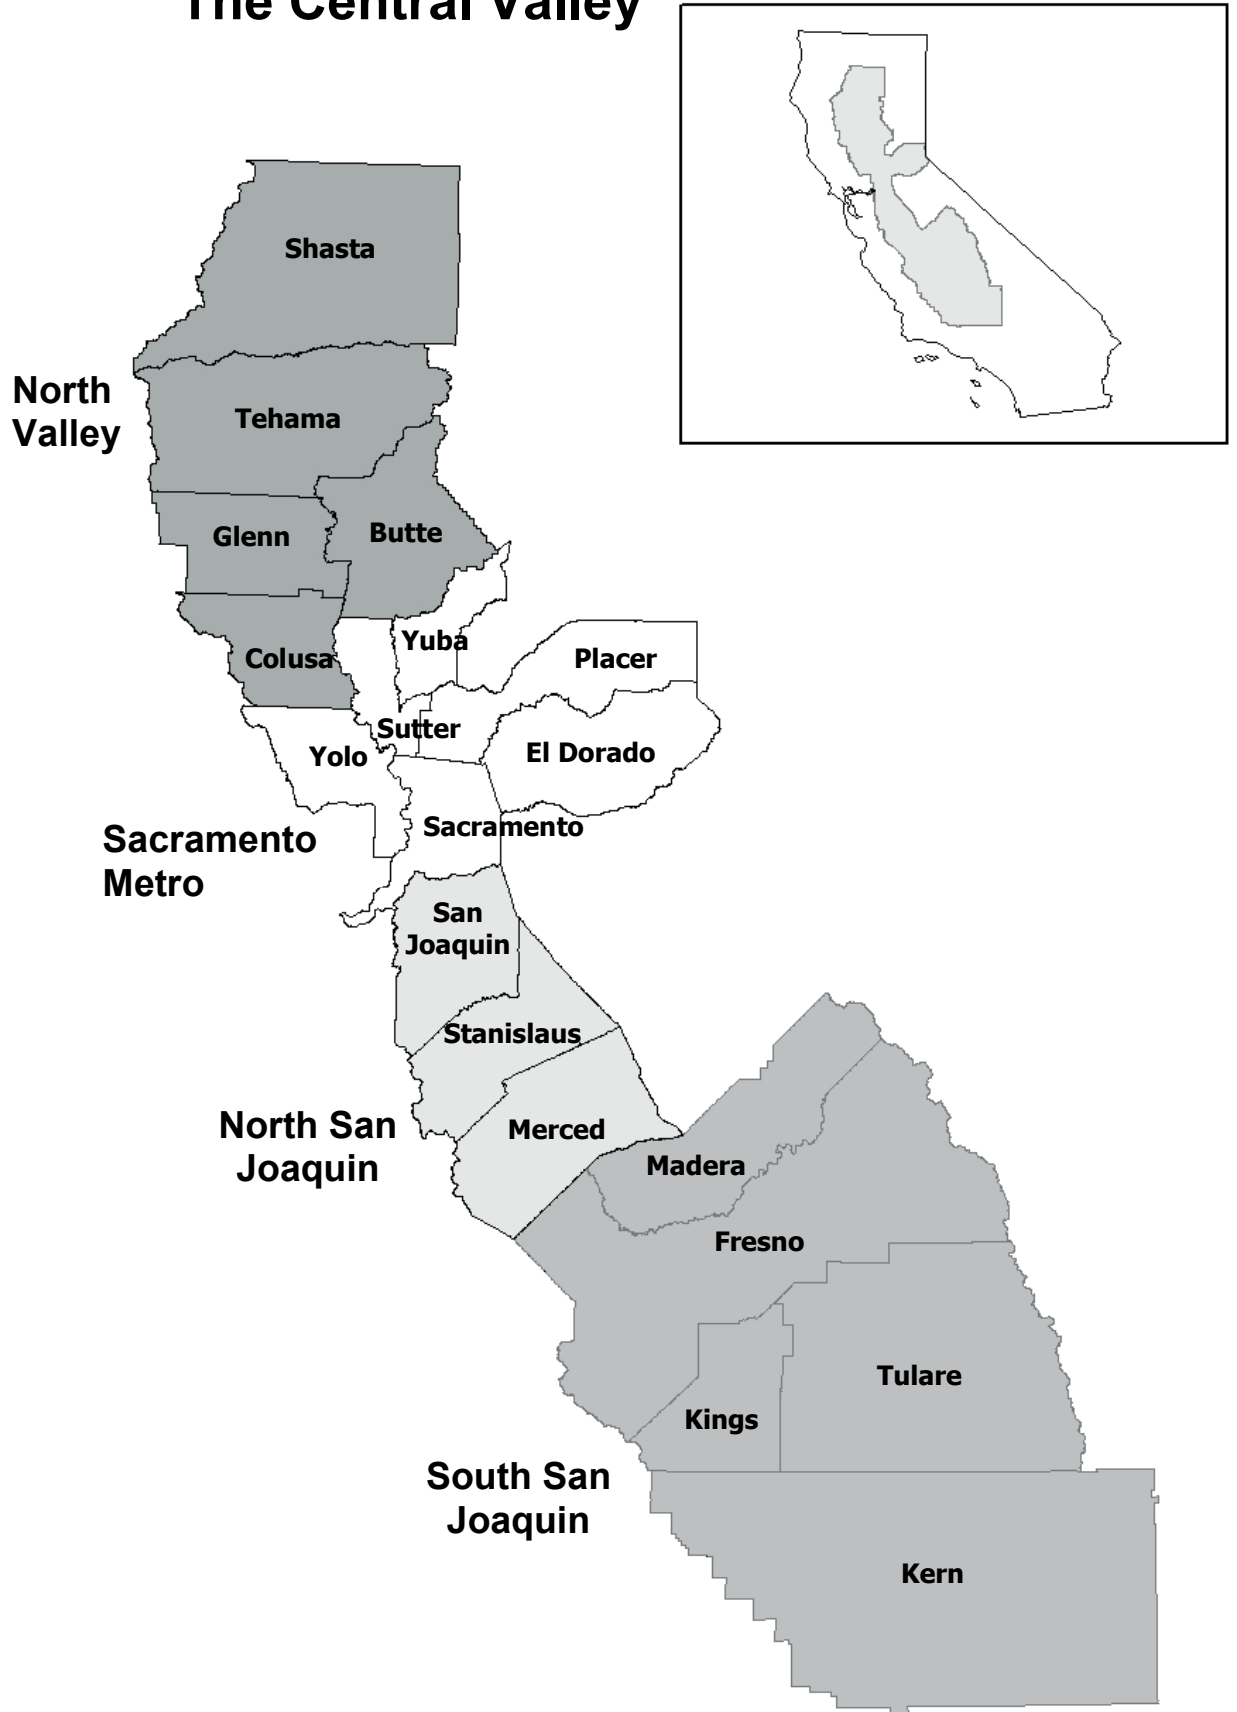 The Central Valley
Shasta
North
Valley
Tehama
Glenn
Butte
Yuba
Colusa
Placer
Sutter
Yolo
El Dorado
Sacramento
Sacramento
Metro
San
Joaquin
Stanislaus
North San
Joaquin
Merced
Madera
Fresno
Tulare
Kings
South San
Joaquin
Kern